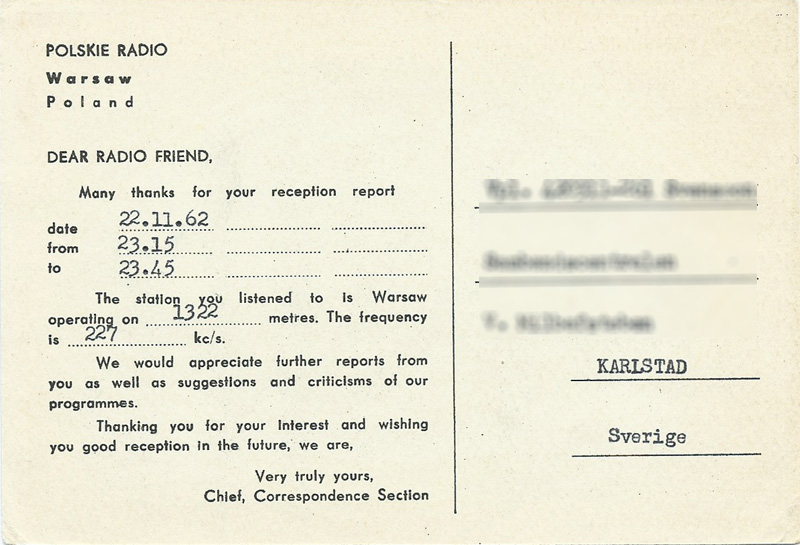 POLSKIE RADIO
Warsaw
Poland
DEAR RADIO FRIEND,
Many thanks for your reception report
date 22.11.62
from 23.15
to 23.45
The station you listened to is Warsaw
operating on 1322 metres. The frequency
is 227 kc/s.
We would appreciate further reports from
you as well as suggestions and criticisms of our
programmes.
Thanking you for your interest and wishing
you good reception in the future, we are,
Very truly yours,
Chief, Correspondence Section
KARLSTAD
Sverige